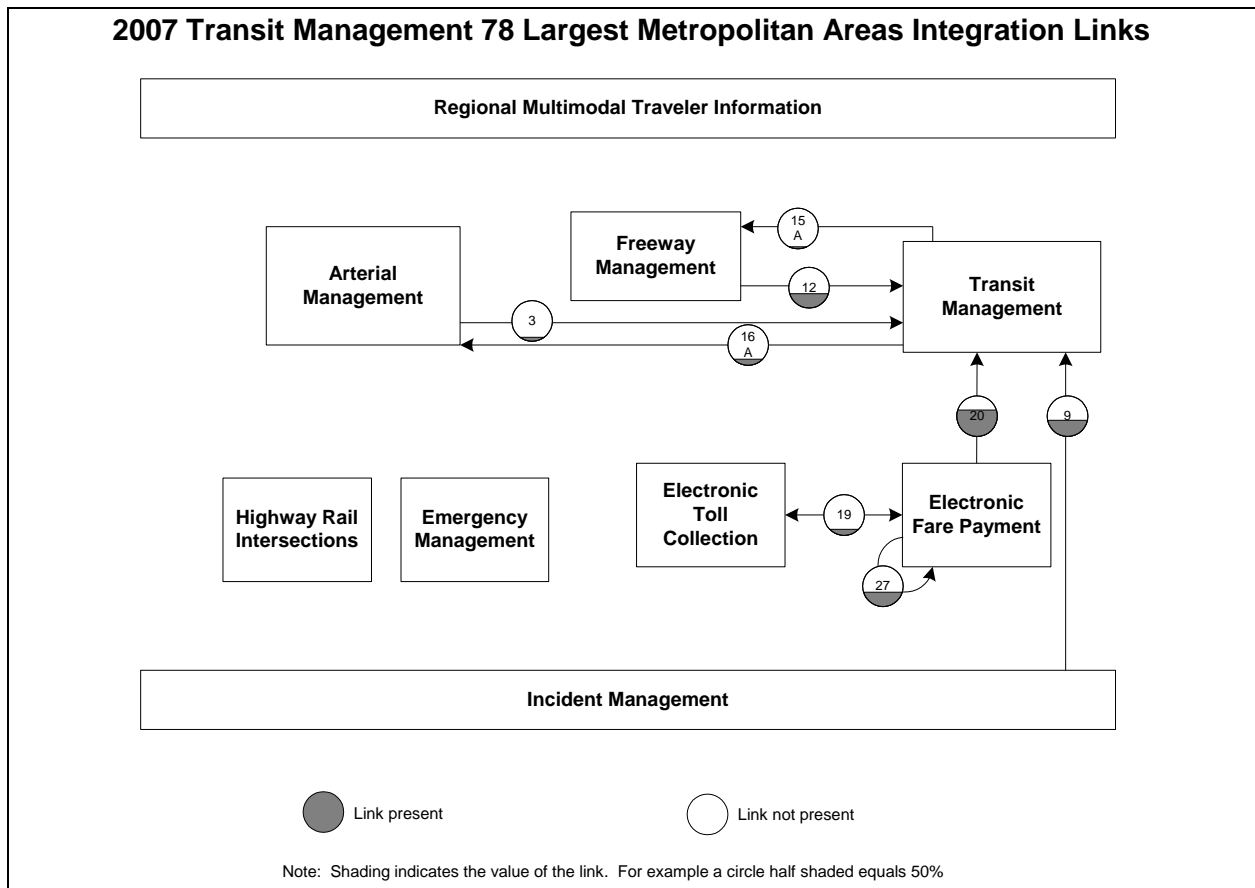 2007 Transit Management 78 Largest Metropolitan Areas Integration Links
Regional Multimodal Traveler Information
Arterial
Management
Freeway
Management
15
A
12
Transit
Management
3
16
A
20
9
Highway Rail
Intersections
Emergency
Management
Electronic
Toll
Collection
19
Electronic
Fare Payment
27
Incident Management
Link present
Link not present
Note: Shading indicates the value of the link. For example a circle half shaded equals 50%